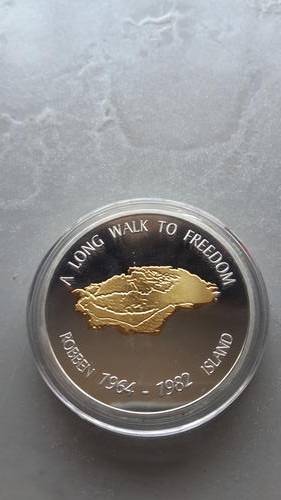 A LONG WALK TO FREEDOM
ROBBEN 1964 - 1982 ISLAND